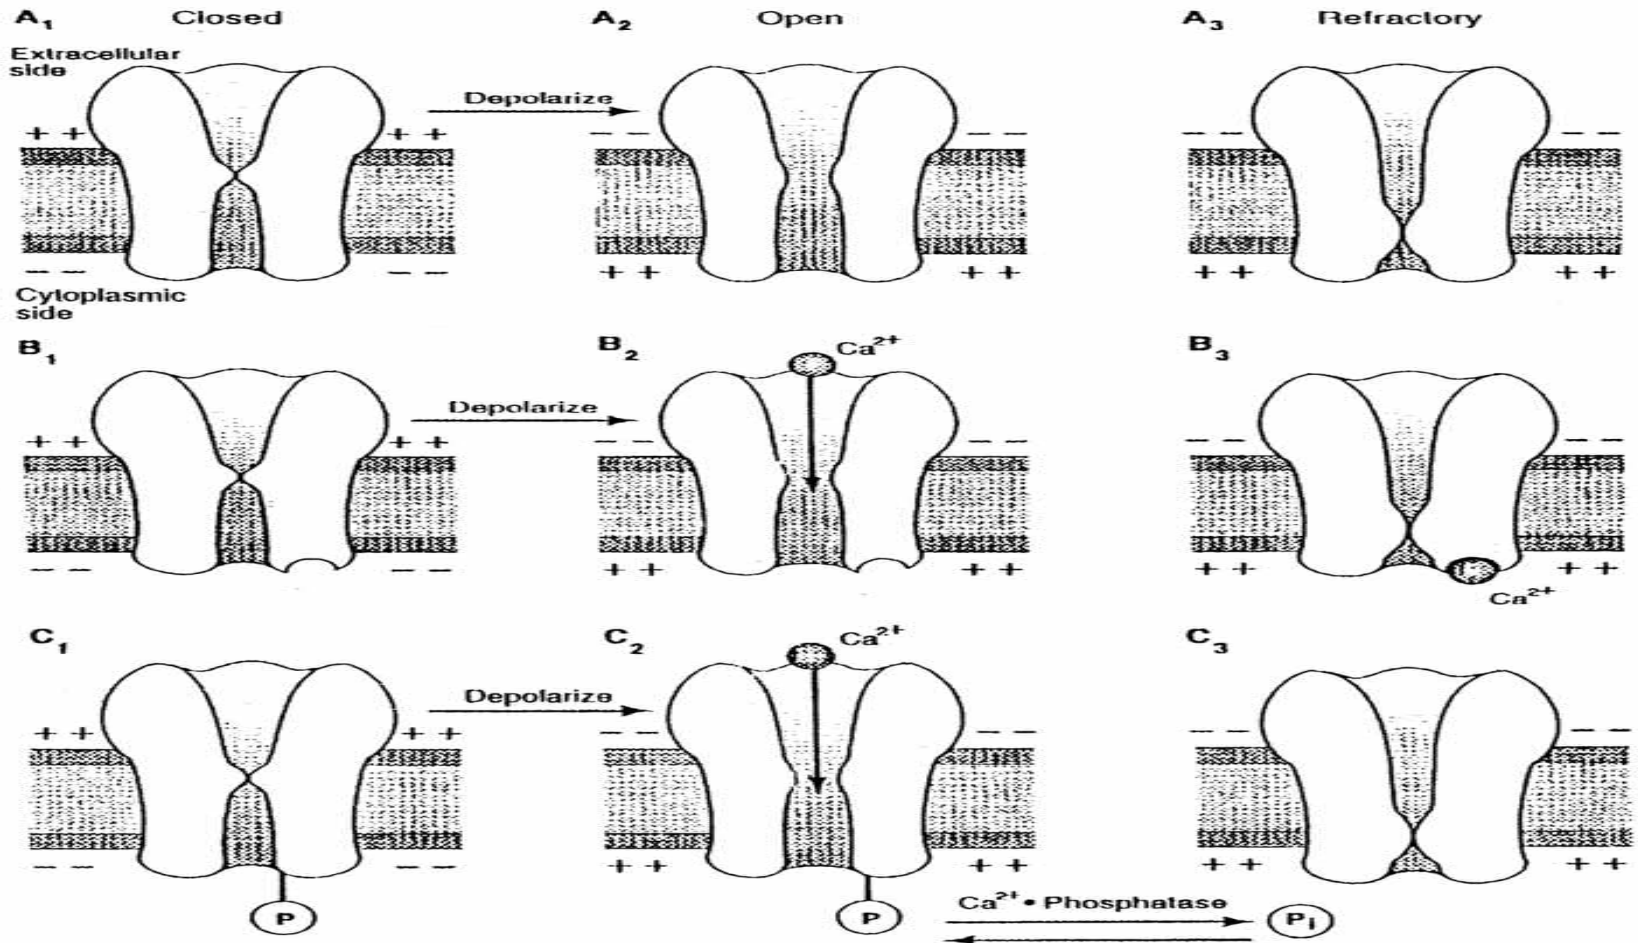 A1 Closed A2 Open A3 Refractory
Extracellular
side
Depolarize
+ + + + − − − − − − − −
− − − − + + + + + + + +
Cytoplasmic
side
B1 B2 Ca2+ B3
Depolarize
+ + + + − − − − − − − −
− − − − + + + + + + + +
Ca2+
C1 C2 Ca2+ C3
Depolarize
+ + + + − − − − − − − −
− − − − + + + + + + + +
P P Ca2+• Phosphatase Pi